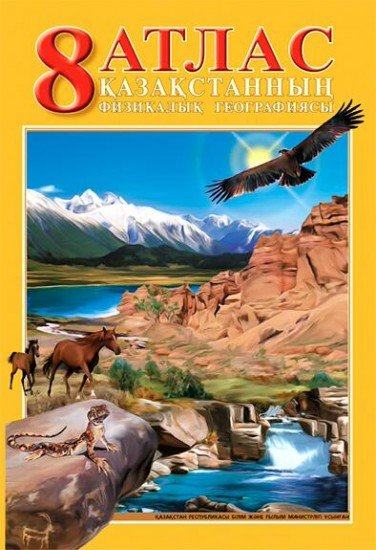 8 АТЛАС
ҚАЗАҚСТАННЫҢ
ФИЗИКАЛЫҚ ГЕОГРАФИЯСЫ
ҚАЗАҚСТАН РЕСПУБЛИКАСЫ БІЛІМ ЖӘНЕ ҒЫЛЫМ МИНИСТРЛІГІ ҰСЫНҒАН